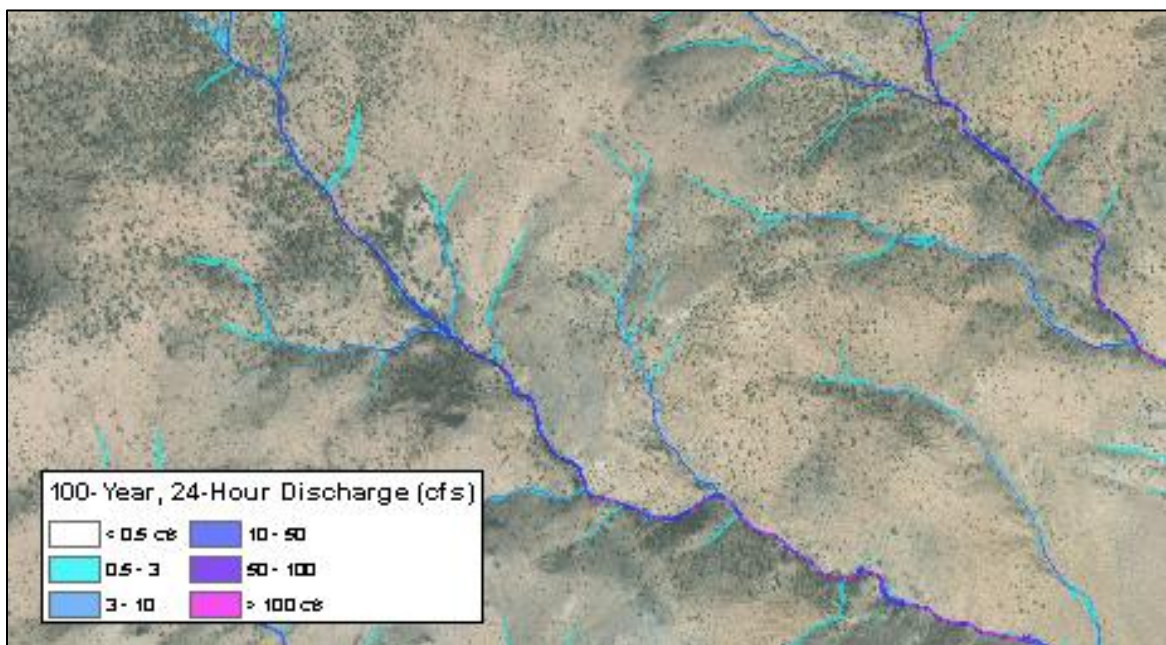 100-Year, 24-Hour Discharge (cfs)
< 0.5 cfs
10 - 50
0.5 - 3
50 - 100
3 - 10
> 100 cfs